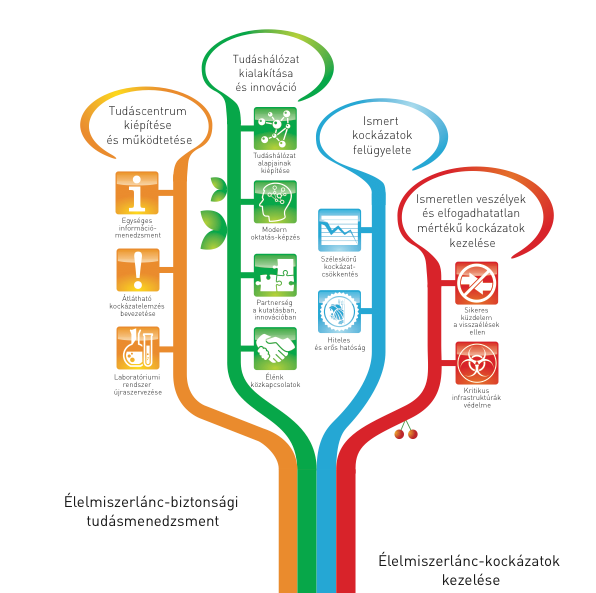 Tudáshálózat
kialakítása
és innováció
Tudáscentrum
kiépítése
és működtetése
Ismert
kockázatok
felügyelete
Ismeretlen veszélyek
és elfogadhatatlan
mértékű kockázatok
kezelése
Egységes
információ-
menedzsment
Átlátható
kockázatelemzés
bevezetése
Laboratóriumi
rendszer
újraszervezése
Tudáshálózat
alapjainak
kiépítése
Modern
oktatás-képzés
Partnerség
a kutatásban,
innovációban
Élénk
közkapcsolatok
Széleskörű
kockázat-
csökkentés
Hiteles
és erős hatóság
Sikeres
küzdelem
a visszaélések
ellen
Kritikus
infrastruktúrák
védelme
Élelmiszerlánc-biztonsági
tudásmenedzsment
Élelmiszerlánc-kockázatok
kezelése